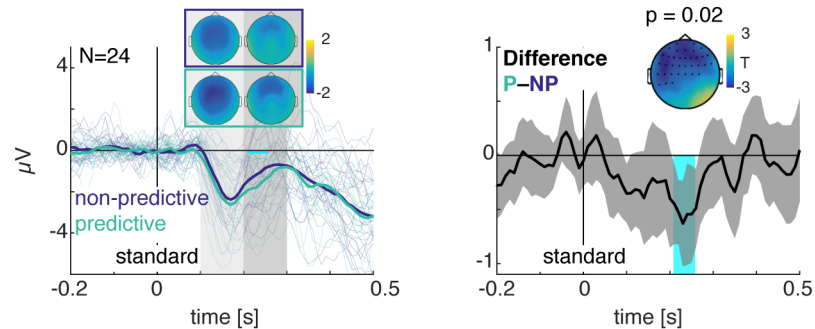 N=24
2
-2
4
0
-4
µV
non-predictive
predictive
standard
-0.2
0
0.5
time [s]
p = 0.02
3
T
-3
1
0
-1
Difference
P–NP
standard
-0.2
0
0.5
time [s]